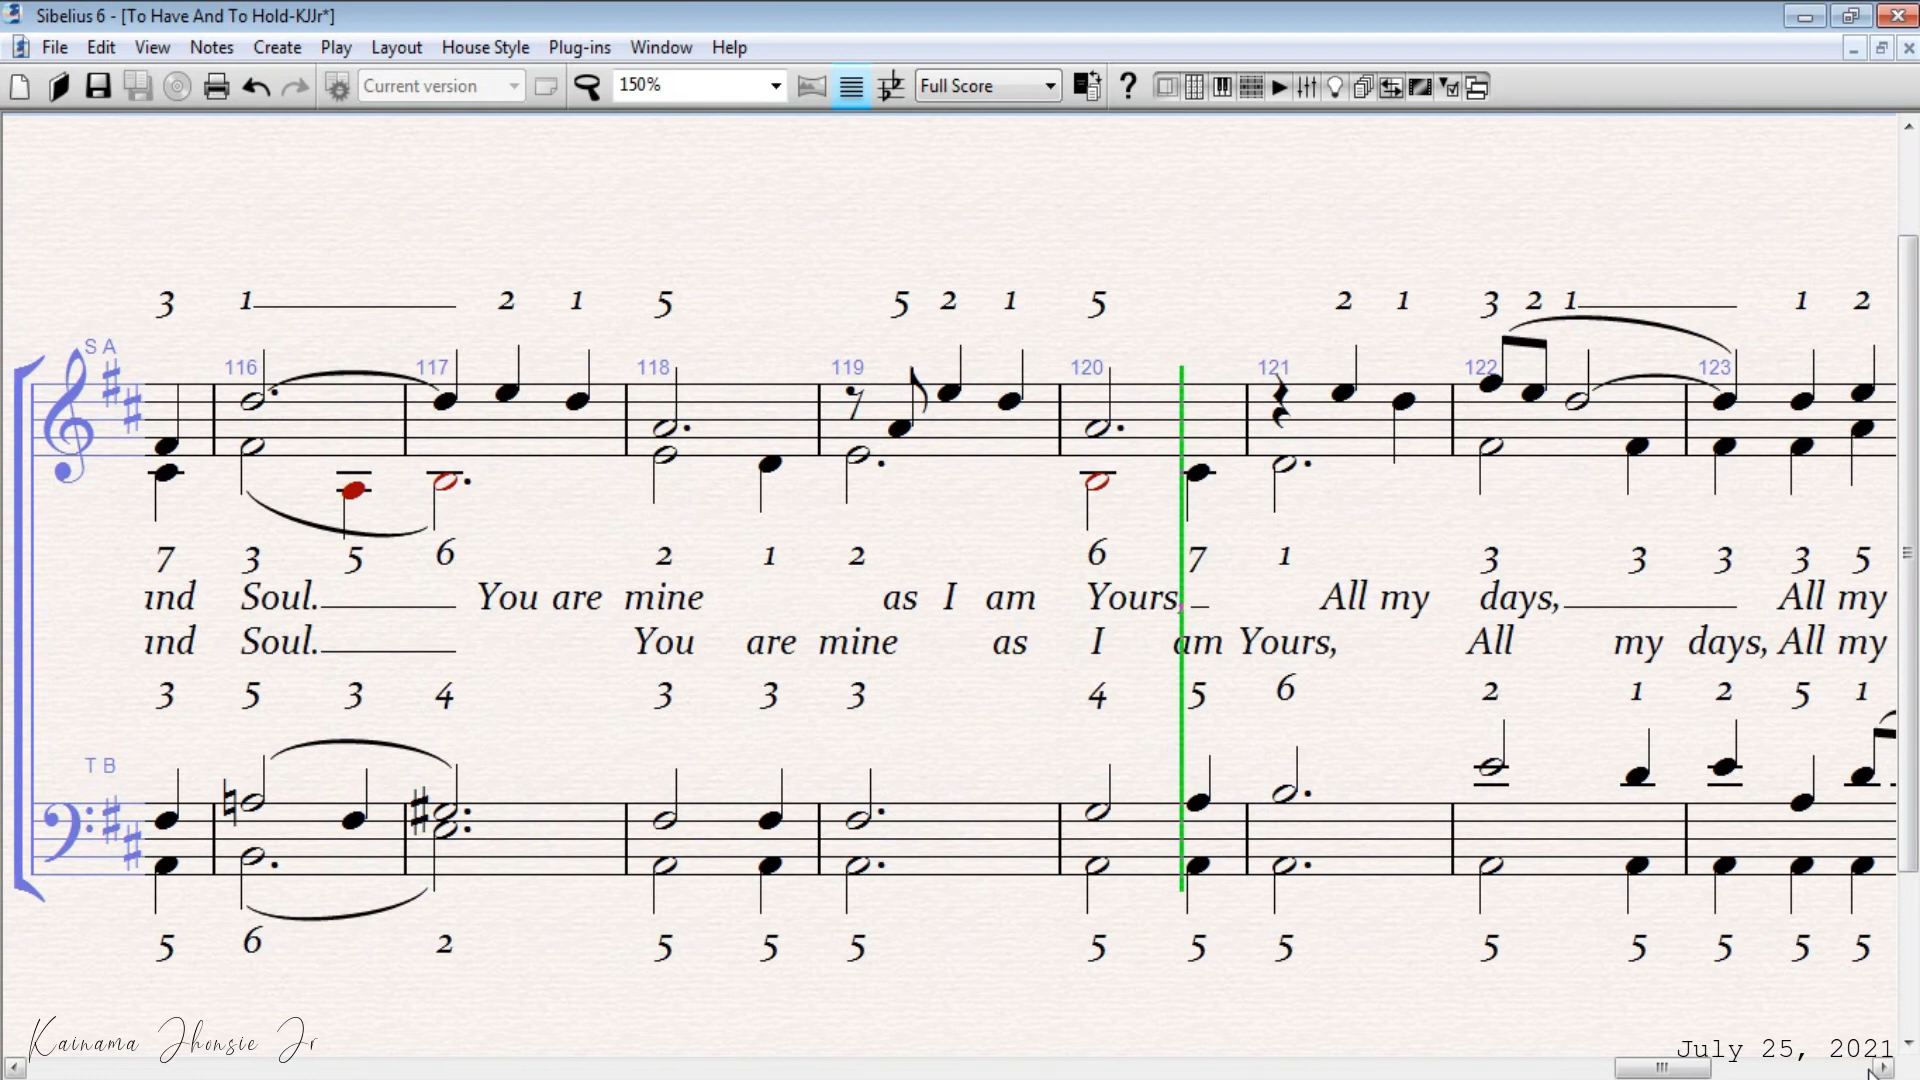 Sibelius 6 - [To Have And To Hold-KJJr*]
File Edit View Notes Create Play Layout House Style Plug-ins Window Help
Current version 150% Full Score ?
3 1 2 1 5 5 2 1 5 2 1 3 2 1 1 2
S A
116 117 118 119 120 121 122 123
7 3 5 6 2 1 2 6 7 1 3 3 3 3 5
Soul. You are mine as I am Yours, All my days, All my
Soul. You are mine as I am Yours, All my days, All my
3 5 3 4 3 3 3 4 5 6 2 1 2 5 1
T B
5 6 2 5 5 5 5 5 5 5 5 5 5 5
Kainama Jhonsie Jr
July 25, 2021